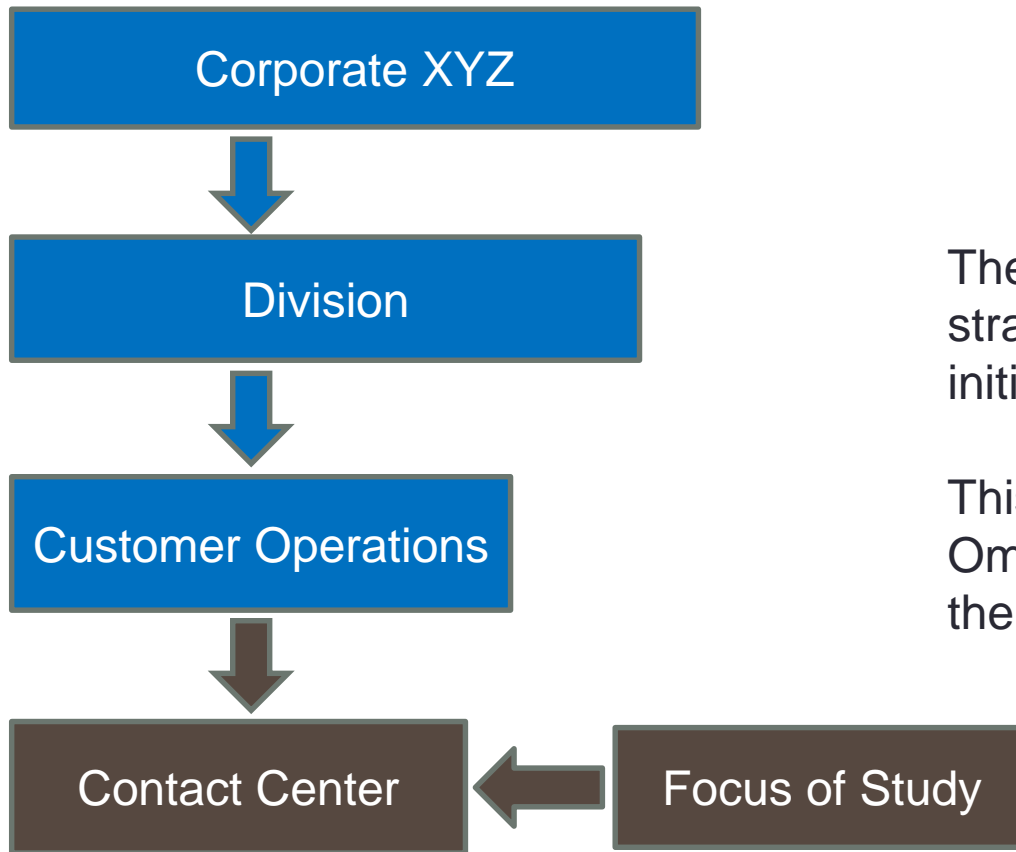 Corporate XYZ
Division
Customer Operations
Contact Center
Focus of Study